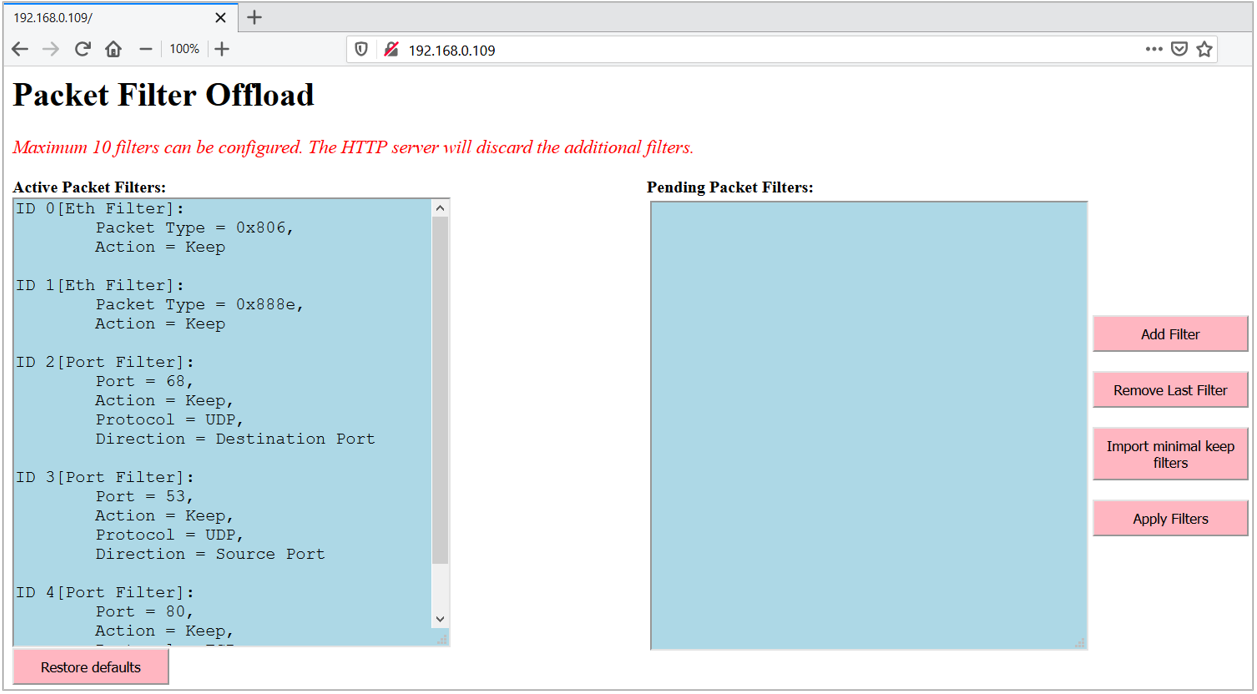 192.168.0.109/
100%
192.168.0.109
Packet Filter Offload
Maximum 10 filters can be configured. The HTTP server will discard the additional filters.
Active Packet Filters:
ID 0[Eth Filter]:
Packet Type = 0x806,
Action = Keep
ID 1[Eth Filter]:
Packet Type = 0x888e,
Action = Keep
ID 2[Port Filter]:
Port = 68,
Action = Keep,
Protocol = UDP,
Direction = Destination Port
ID 3[Port Filter]:
Port = 53,
Action = Keep,
Protocol = UDP,
Direction = Source Port
ID 4[Port Filter]:
Port = 80,
Action = Keep,
Restore defaults
Pending Packet Filters:
Add Filter
Remove Last Filter
Import minimal keep
filters
Apply Filters